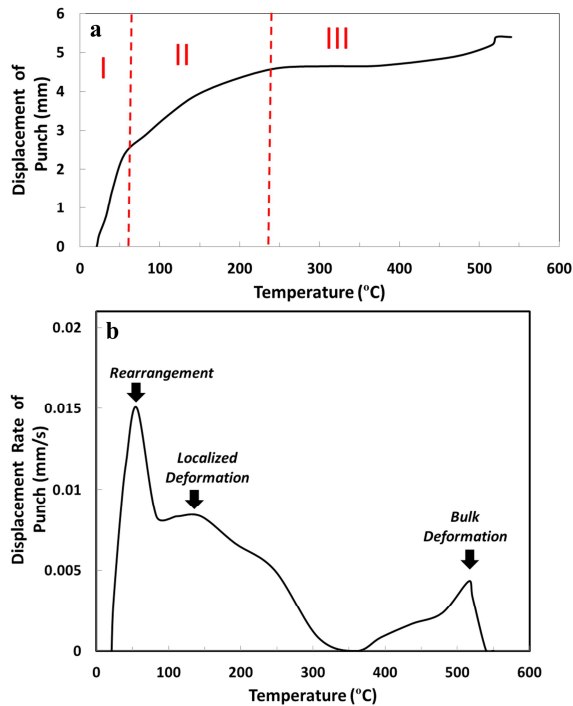 a
I
II
III
Displacement of
Punch (mm)
6
5
4
3
2
1
0
0 100 200 300 400 500 600
Temperature (°C)
b
Rearrangement
Localized
Deformation
Bulk
Deformation
Displacement Rate of
Punch (mm/s)
0.02
0.015
0.01
0.005
0
0 100 200 300 400 500 600
Temperature (°C)